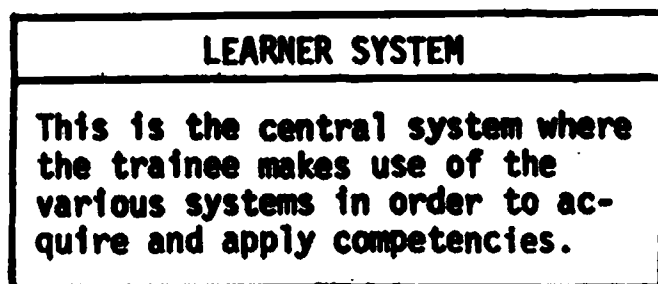 LEARNER SYSTEM
This is the central system where
the trainee makes use of the
various systems in order to ac-
quire and apply competencies.